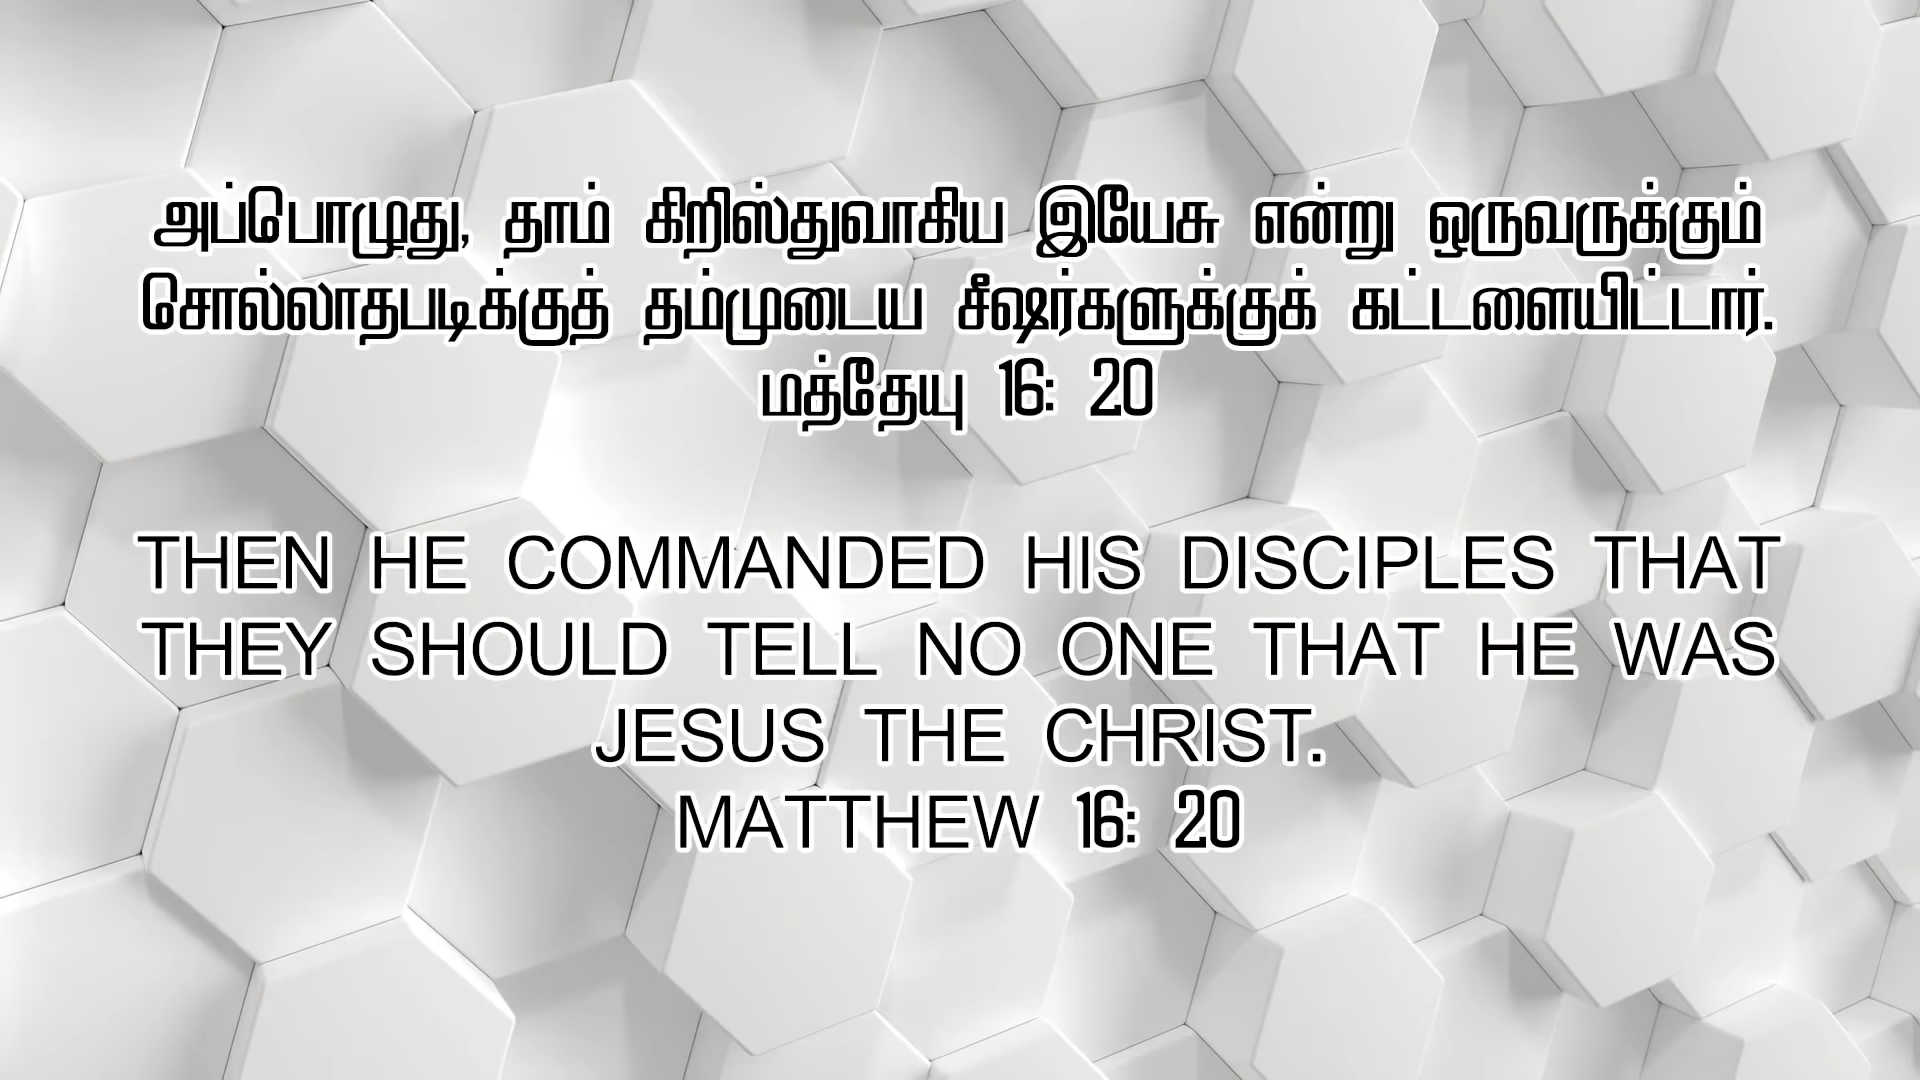 அப்பொழுது, தாம் கிறிஸ்துவாகிய இயேசு என்று ஒருவருக்கும்
சொல்லாதபடிக்குத் தம்முடைய சீஷர்களுக்குக் கட்டளையிட்டார்.
மத்தேயு 16: 20
THEN HE COMMANDED HIS DISCIPLES THAT
THEY SHOULD TELL NO ONE THAT HE WAS
JESUS THE CHRIST.
MATTHEW 16: 20